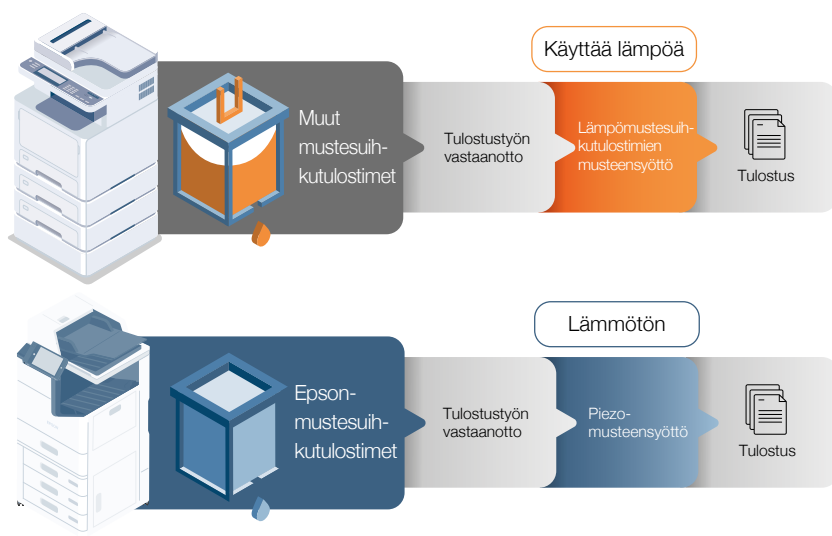 Käyttää lämpöä
Muut
mustesuih-
kutulostimet
Tulostustyön
vastaanotto
Lämpömustesuih-
kutulostimien
musteensyöttö
Tulostus
Lämmötön
Epson-
mustesuih-
kutulostimet
Tulostustyön
vastaanotto
Piezo-
musteensyöttö
Tulostus